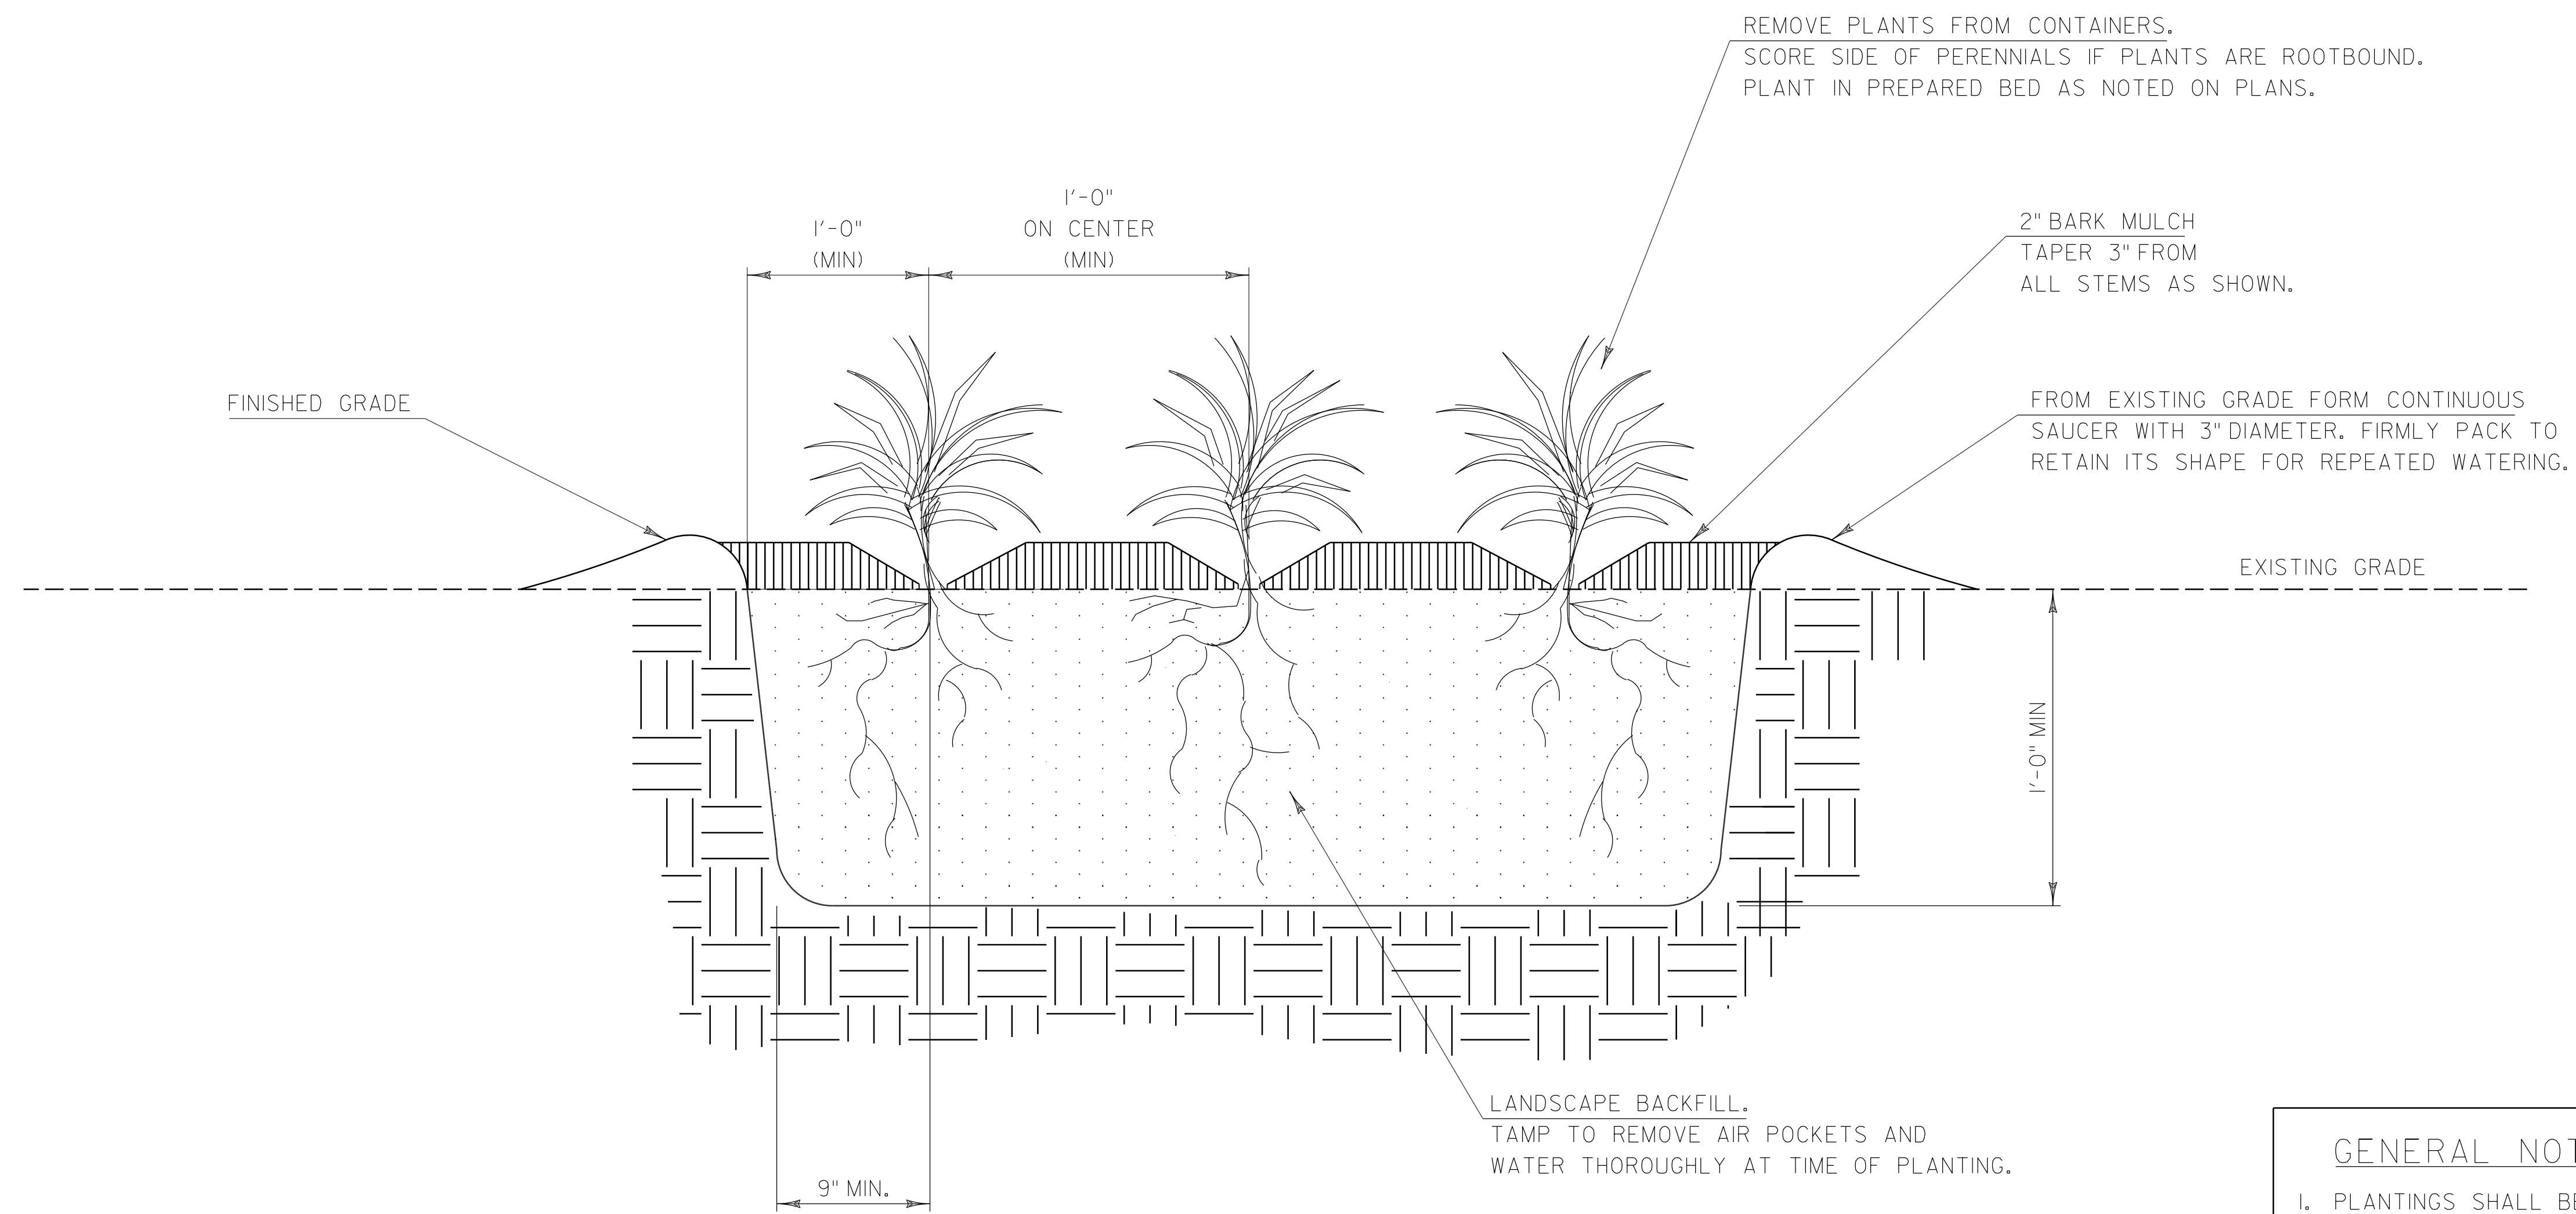 REMOVE PLANTS FROM CONTAINERS.
SCORE SIDE OF PERENNIALS IF PLANTS ARE ROOTBOUND.
PLANT IN PREPARED BED AS NOTED ON PLANS.
1'-0"
(MIN)
1'-0"
ON CENTER
(MIN)
2" BARK MULCH
TAPER 3" FROM
ALL STEMS AS SHOWN.
FINISHED GRADE
FROM EXISTING GRADE FORM CONTINUOUS
SAUCER WITH 3" DIAMETER. FIRMLY PACK TO
RETAIN ITS SHAPE FOR REPEATED WATERING.
EXISTING GRADE
1'-0" MIN
LANDSCAPE BACKFILL.
TAMP TO REMOVE AIR POCKETS AND
WATER THOROUGHLY AT TIME OF PLANTING.
9" MIN.
GENERAL
1. PLANTINGS SHALL